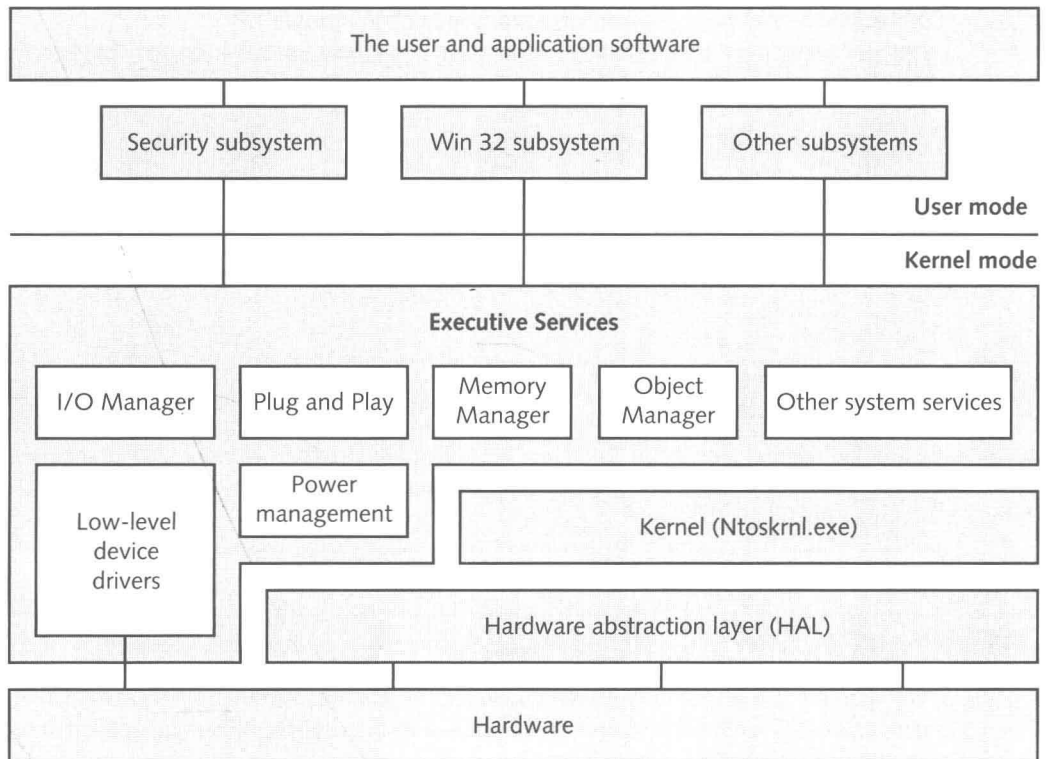 The user and application software
Security subsystem
Win 32 subsystem
Other subsystems
User mode
Kernel mode
Executive Services
I/O Manager
Plug and Play
Memory
Manager
Object
Manager
Other system services
Low-level
device
drivers
Power
management
Kernel (Ntoskrnl.exe)
Hardware abstraction layer (HAL)
Hardware